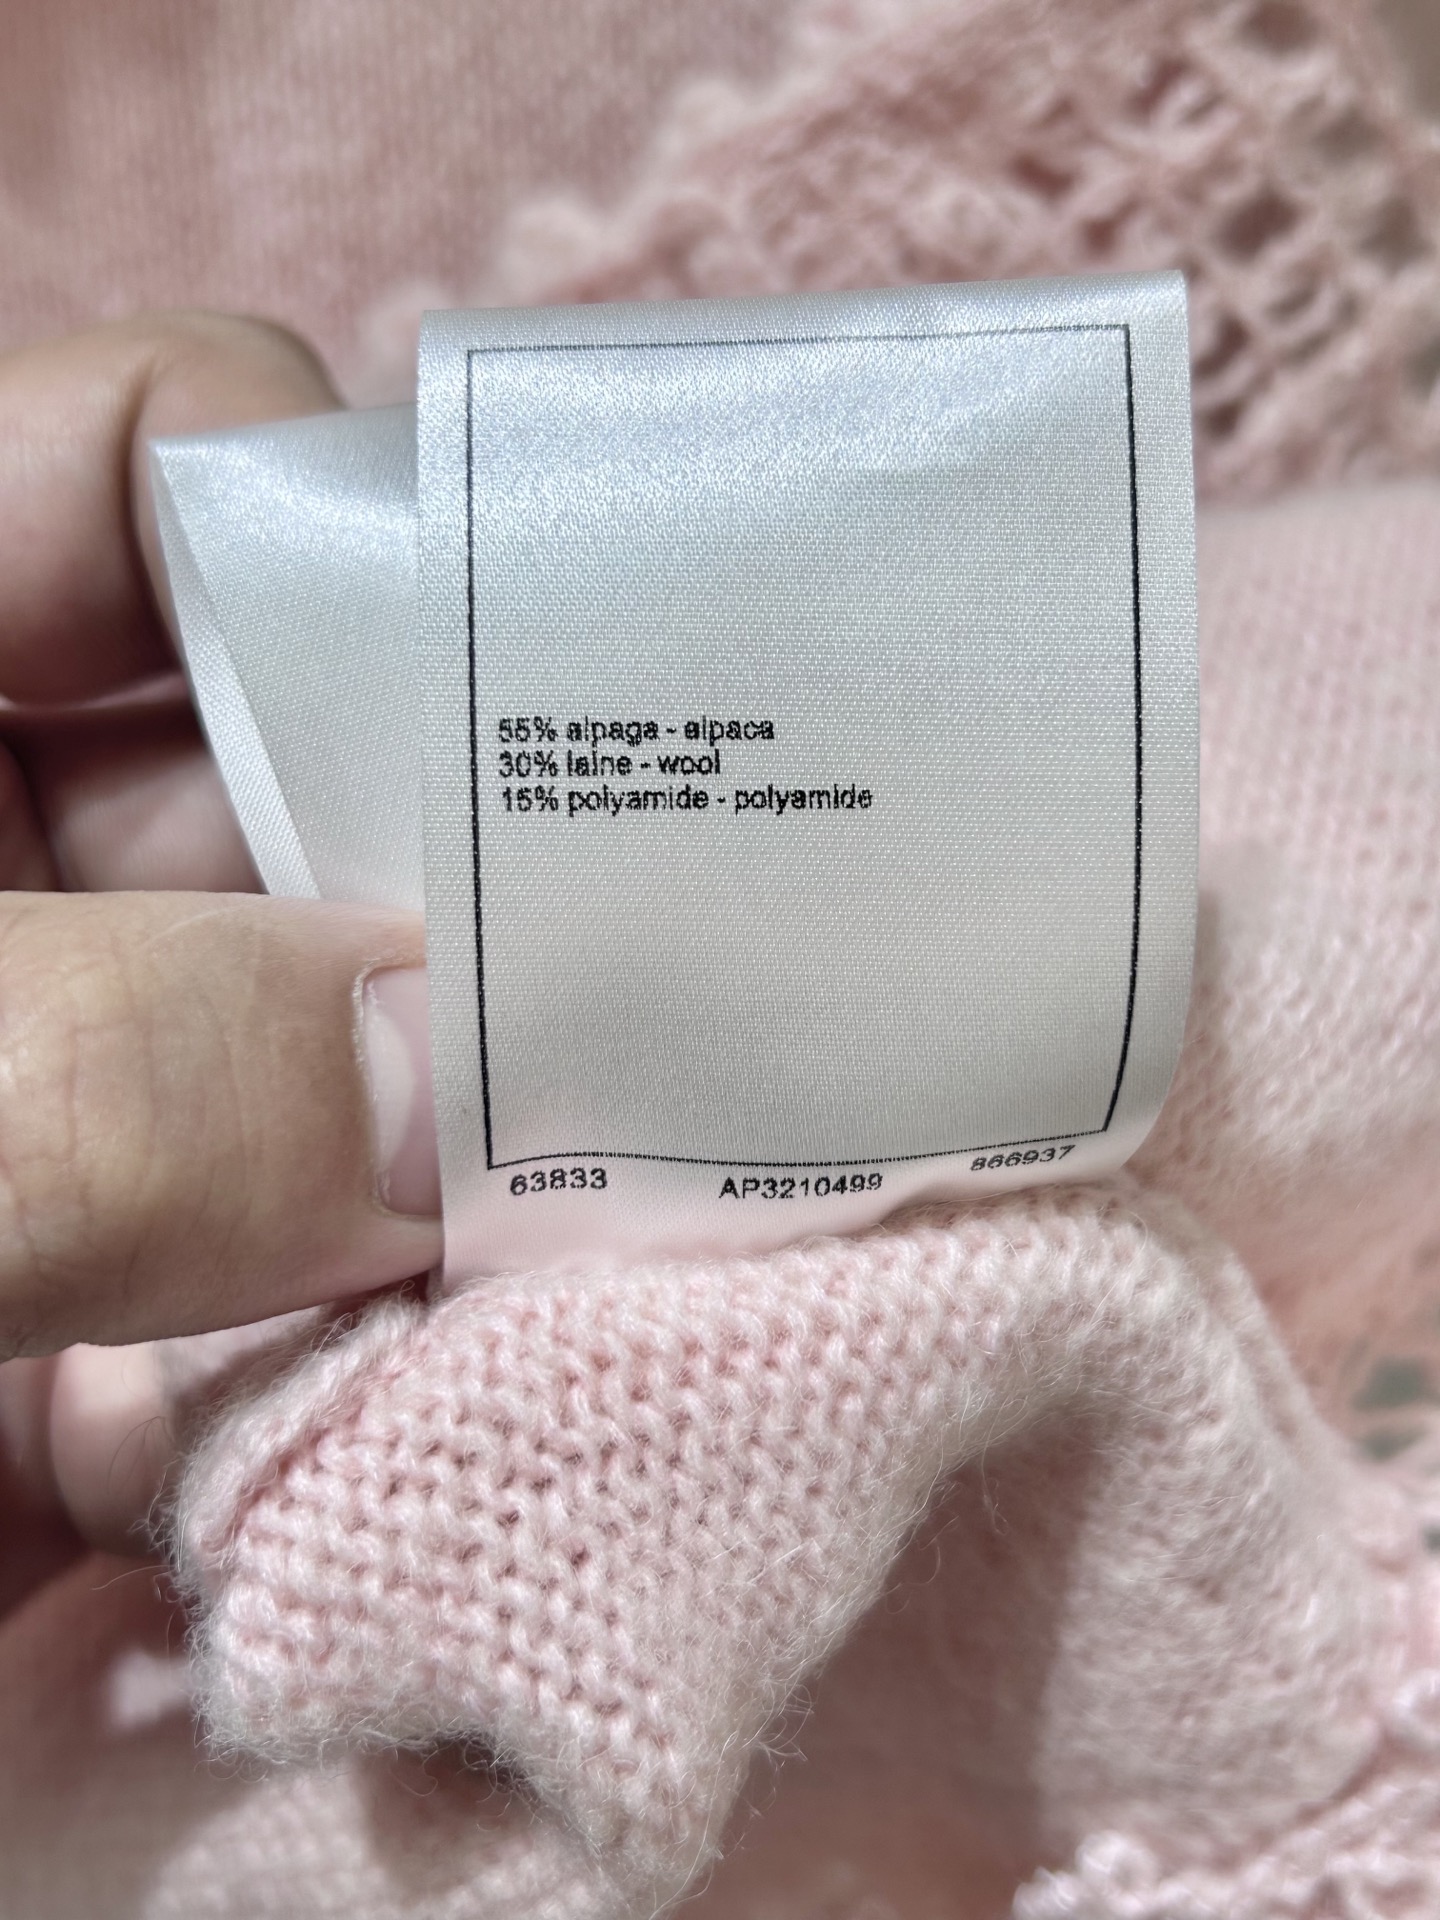 55% alpaga - alpaca
30% laine - wool
15% polyamide - polyamide
63833 AP3210499 866937